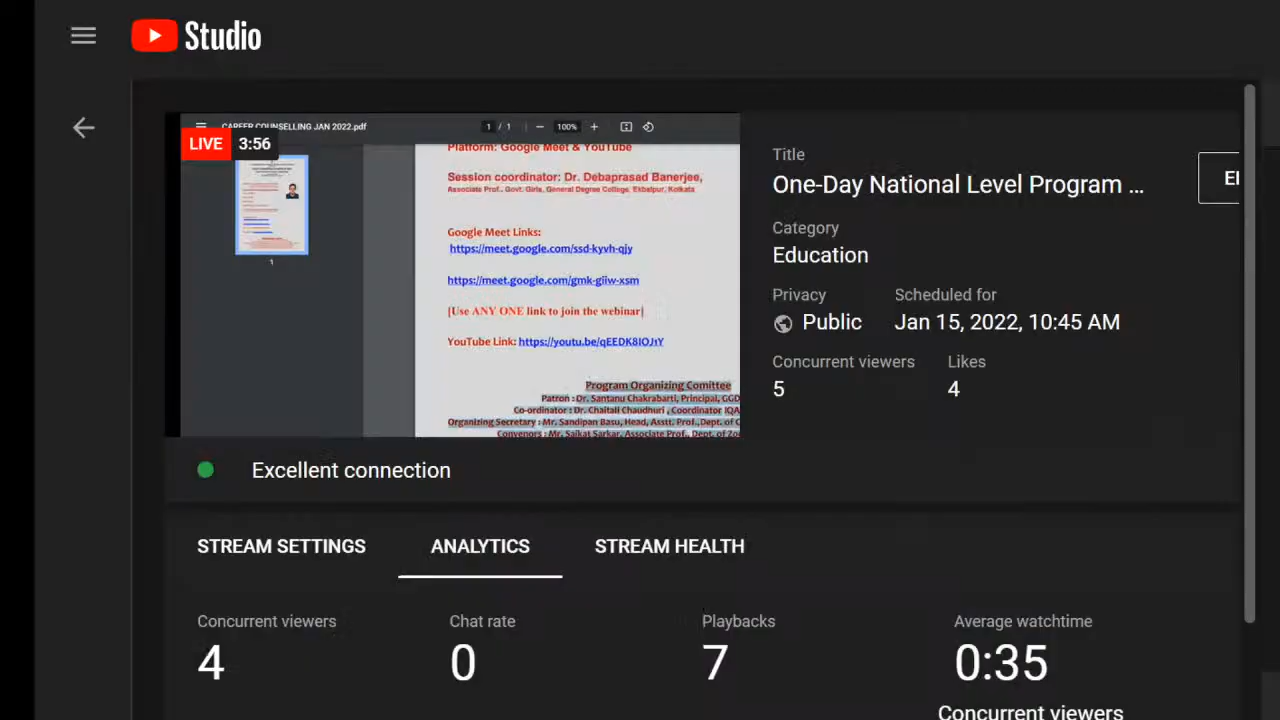 Studio
CAREER COUNSELLING JAN 2022.pdf
1 / 1
100%
LIVE 3:56
Platform: Google Meet & YouTube
Session coordinator: Dr. Debaprasad Banerjee,
Associate Prof., Govt. Girls, General Degree College, Ekbalpur, Kolkata
Google Meet Links:
https://meet.google.com/ssd-kyvh-qjy
https://meet.google.com/gmk-giiw-xsm
[Use ANY ONE link to join the webinar]
YouTube Link: https://youtu.be/qEEDK8IOJ1Y
Program Organizing Comittee
Patron : Dr. Santanu Chakrabarti, Principal, GGD
Co-ordinator : Dr. Chaitali Chaudhuri , Coordinator IQA
Organizing Secretary : Mr. Sandipan Basu, Head, Asstt. Prof.,Dept. of C
Convenors : Mr. Saikat Sarkar, Associate Prof., Dept. of Zo
1
Title
One-Day National Level Program ...
Category
Education
Privacy
Scheduled for
Public
Jan 15, 2022, 10:45 AM
Concurrent viewers
Likes
5
4
Excellent connection
STREAM SETTINGS
ANALYTICS
STREAM HEALTH
Concurrent viewers
Chat rate
Playbacks
Average watchtime
4
0
7
0:35
Concurrent viewers